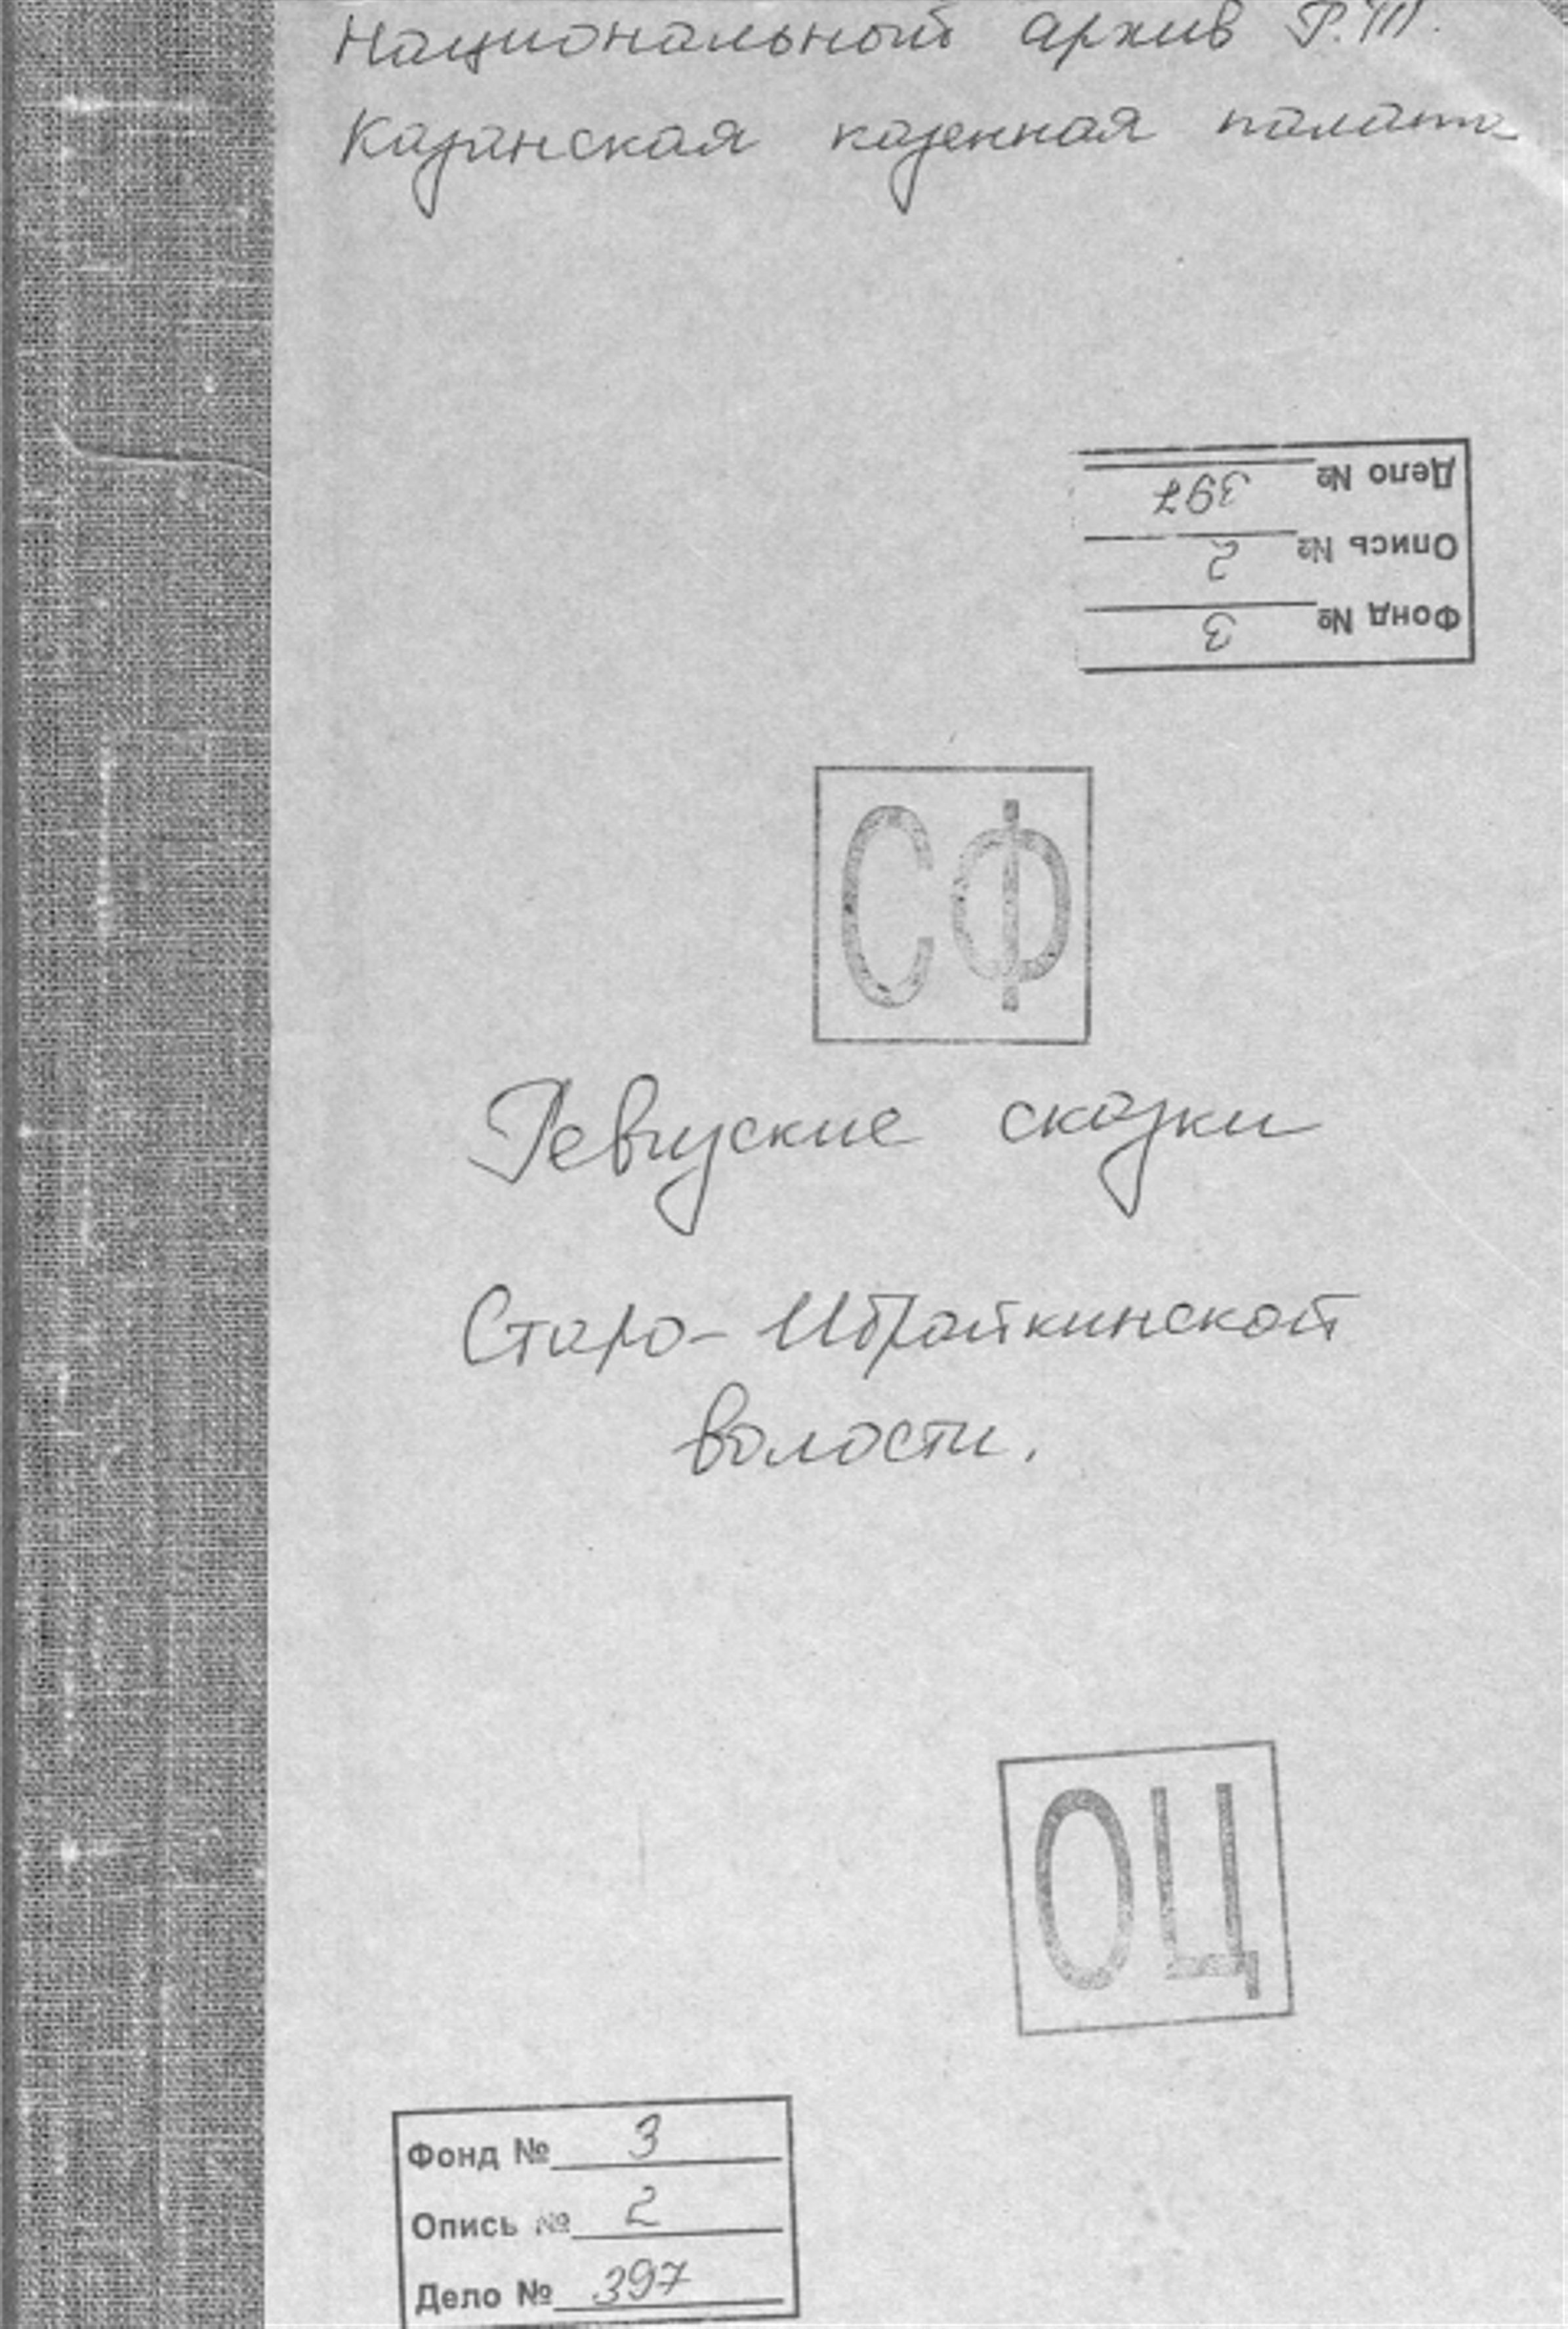 Национальный архив Р.Т.
Казанская казенная палата
Дело № 397
Опись № 2
Фонд № 3
СФ
Ревизские сказки
Старо-Ибрайкинской
волости.
ОЦ
Фонд № 3
Опись № 2
Дело № 397